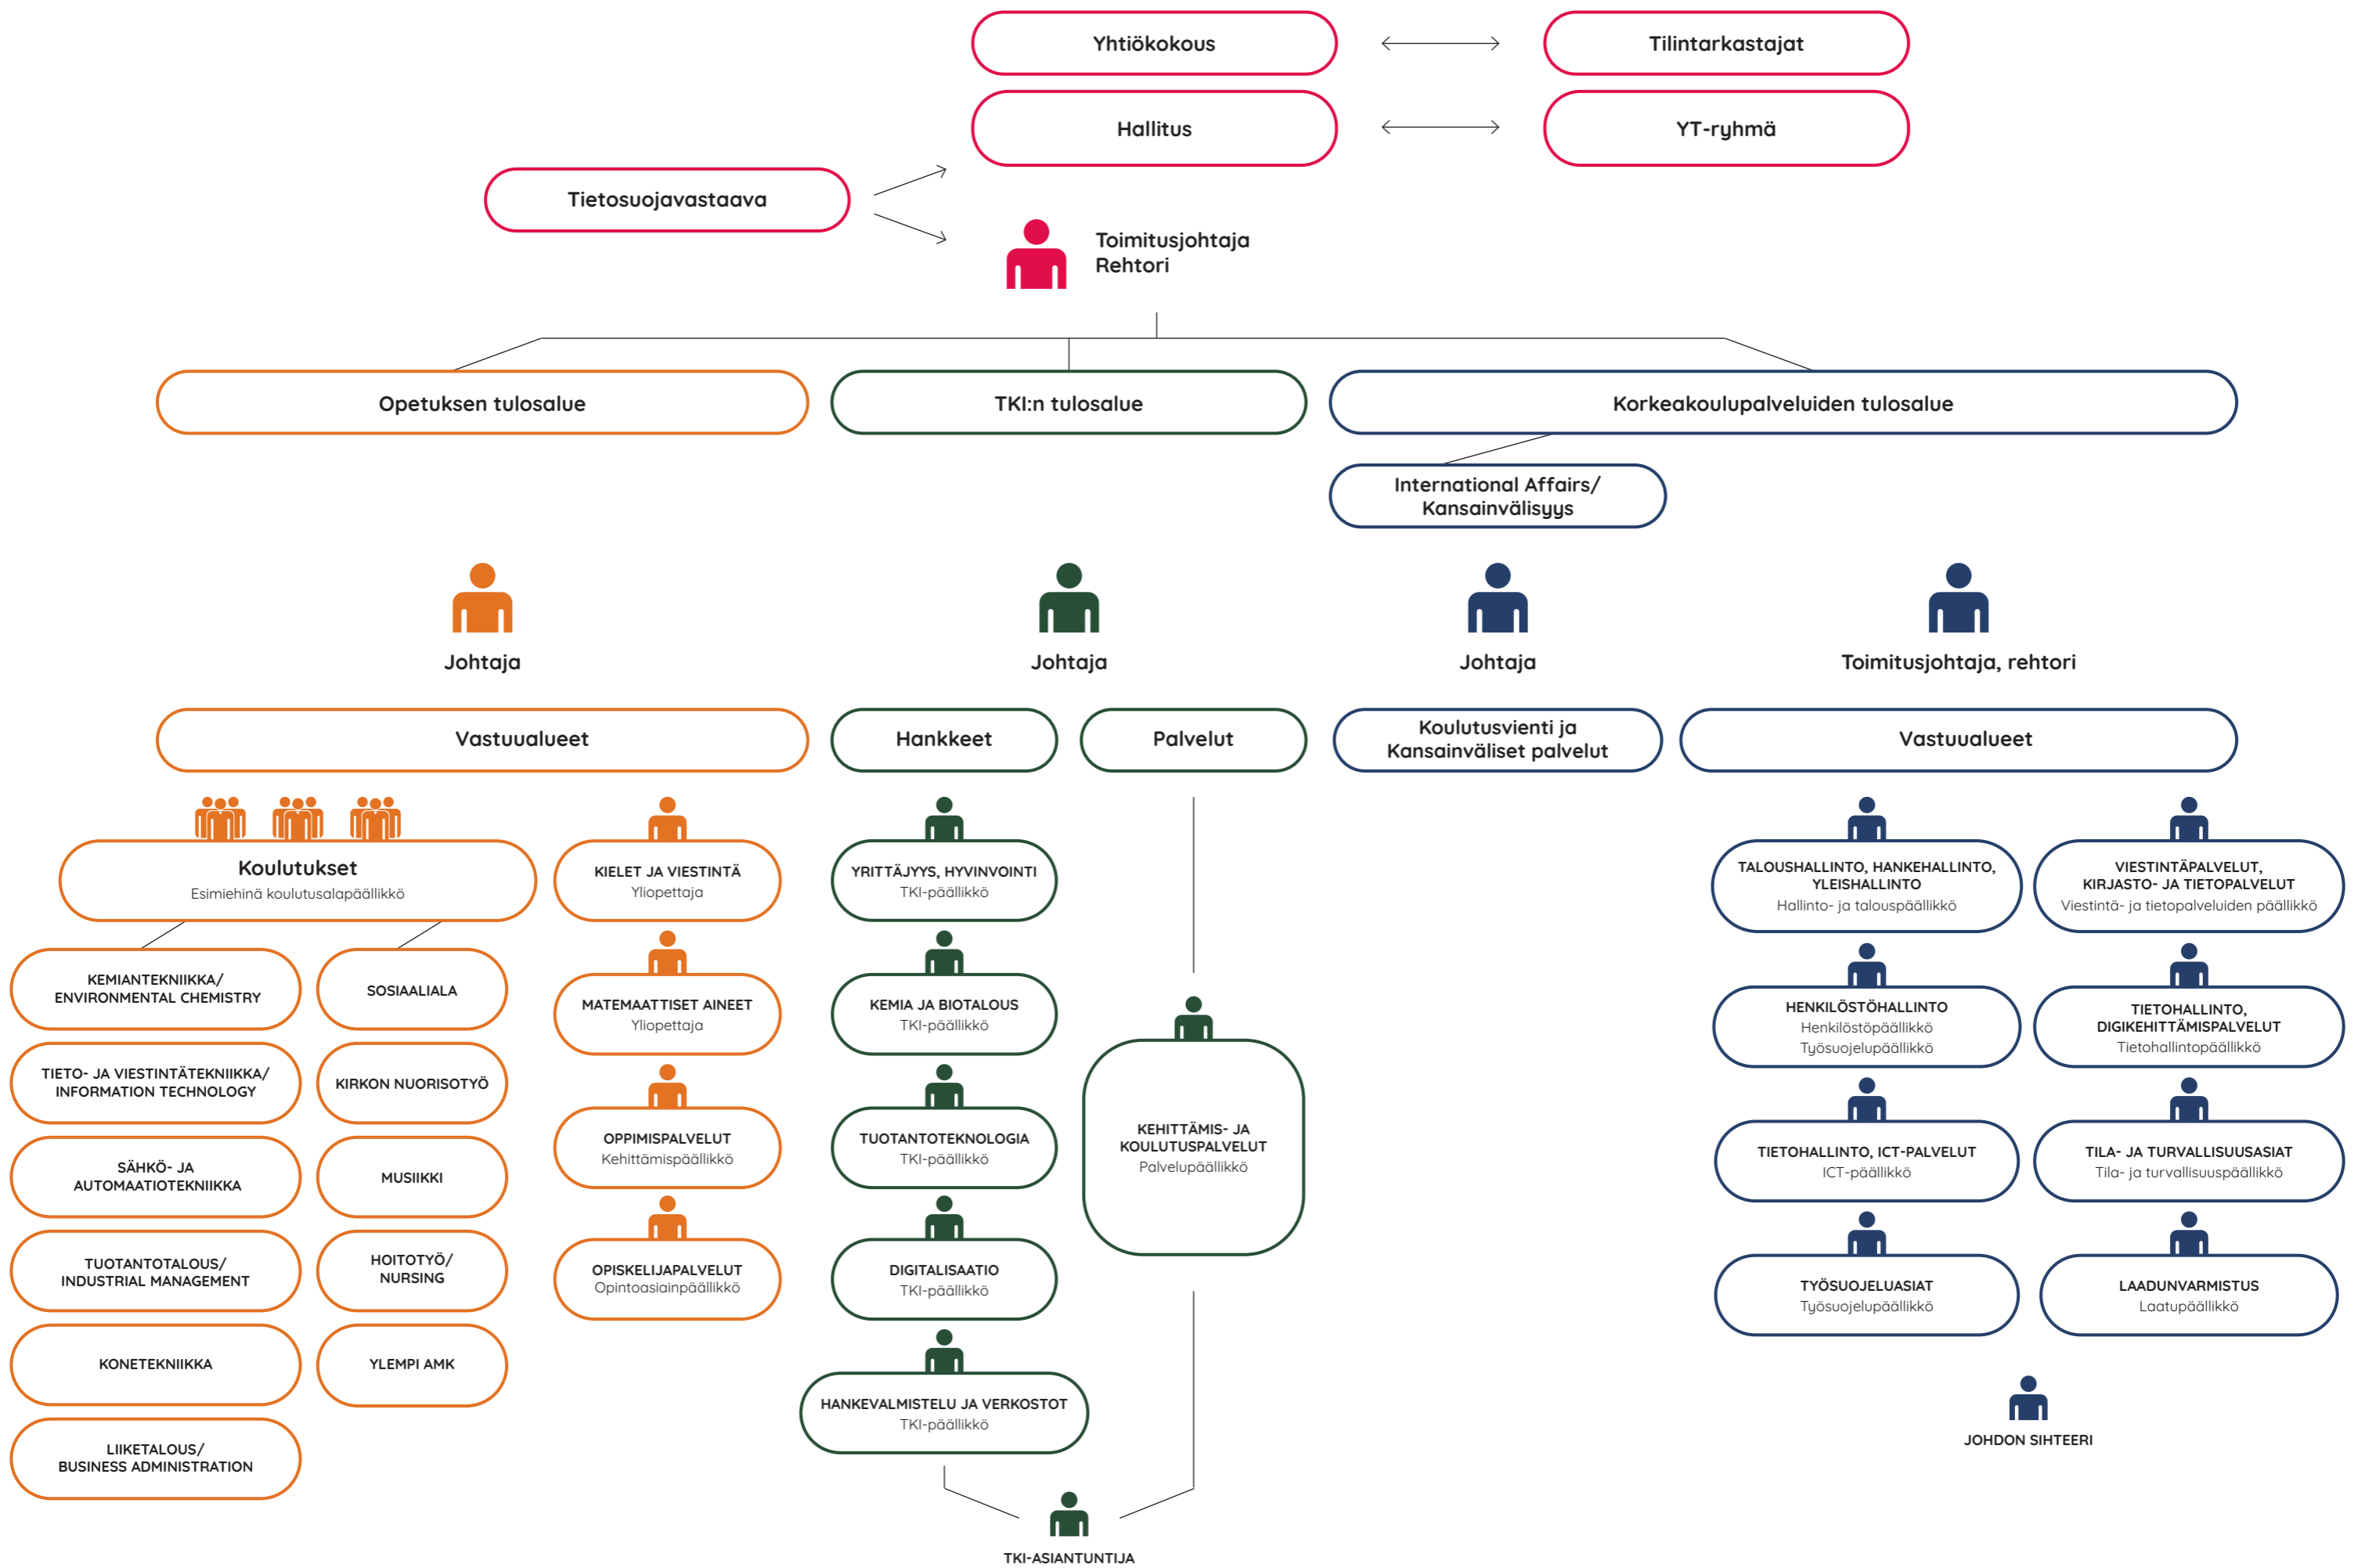 Yhtiökokous
Tilintarkastajat
Hallitus
YT-ryhmä
Tietosuojavastaava
Toimitusjohtaja
Rehtori
Opetuksen tulosalue
TKI:n tulosalue
Korkeakoulupalveluiden tulosalue
International Affairs/
Kansainvälisyys
Johtaja
Johtaja
Johtaja
Toimitusjohtaja, rehtori
Vastuualueet
Hankkeet
Palvelut
Koulutusvienti ja
Kansainväliset palvelut
Vastuualueet
Koulutukset
Esimiehinä koulutusalapäällikkö
KEMIANTEKNIIKKA/
ENVIRONMENTAL CHEMISTRY
TIETO- JA VIESTINTÄTEKNIIKKA/
INFORMATION TECHNOLOGY
SÄHKÖ- JA
AUTOMAATIOTEKNIIKKA
TUOTANTOTALOUS/
INDUSTRIAL MANAGEMENT
KONETEKNIIKKA
LIIKETALOUS/
BUSINESS ADMINISTRATION
SOSIAALIALA
KIRKON NUORISOTYÖ
MUSIIKKI
HOITOTYÖ/
NURSING
YLEMPI AMK
KIELET JA VIESTINTÄ
Yliopettaja
MATEMAATTISET AINEET
Yliopettaja
OPPIMISPALVELUT
Kehittämispäällikkö
OPISKELIJAPALVELUT
Opintoasiainpäällikkö
YRITTÄJYYS, HYVINVOINTI
TKI-päällikkö
KEMIA JA BIOTALOUS
TKI-päällikkö
TUOTANTOTEKNOLOGIA
TKI-päällikkö
DIGITALISAATIO
TKI-päällikkö
HANKEVALMISTELU JA VERKOSTOT
TKI-päällikkö
KEHITTÄMIS- JA
KOULUTUSPALVELUT
Palvelupäällikkö
TKI-ASIANTUNTIJA
TALOUSHALLINTO, HANKEHALLINTO,
YLEISHALLINTO
Hallinto- ja talouspäällikkö
HENKILÖSTÖHALLINTO
Henkilöstöpäällikkö
Työsuojelupäällikkö
TIETOHALLINTO, ICT-PALVELUT
ICT-päällikkö
TYÖSUOJELUASIAT
Työsuojelupäällikkö
VIESTINTÄPALVELUT,
KIRJASTO- JA TIETOPALVELUT
Viestintä- ja tietopalveluiden päällikkö
TIETOHALLINTO,
DIGIKEHITTÄMISPALVELUT
Tietohallintopäällikkö
TILA- JA TURVALLISUUSASIAT
Tila- ja turvallisuuspäällikkö
LAADUNVARMISTUS
Laatupäällikkö
JOHDON SIHTEERI